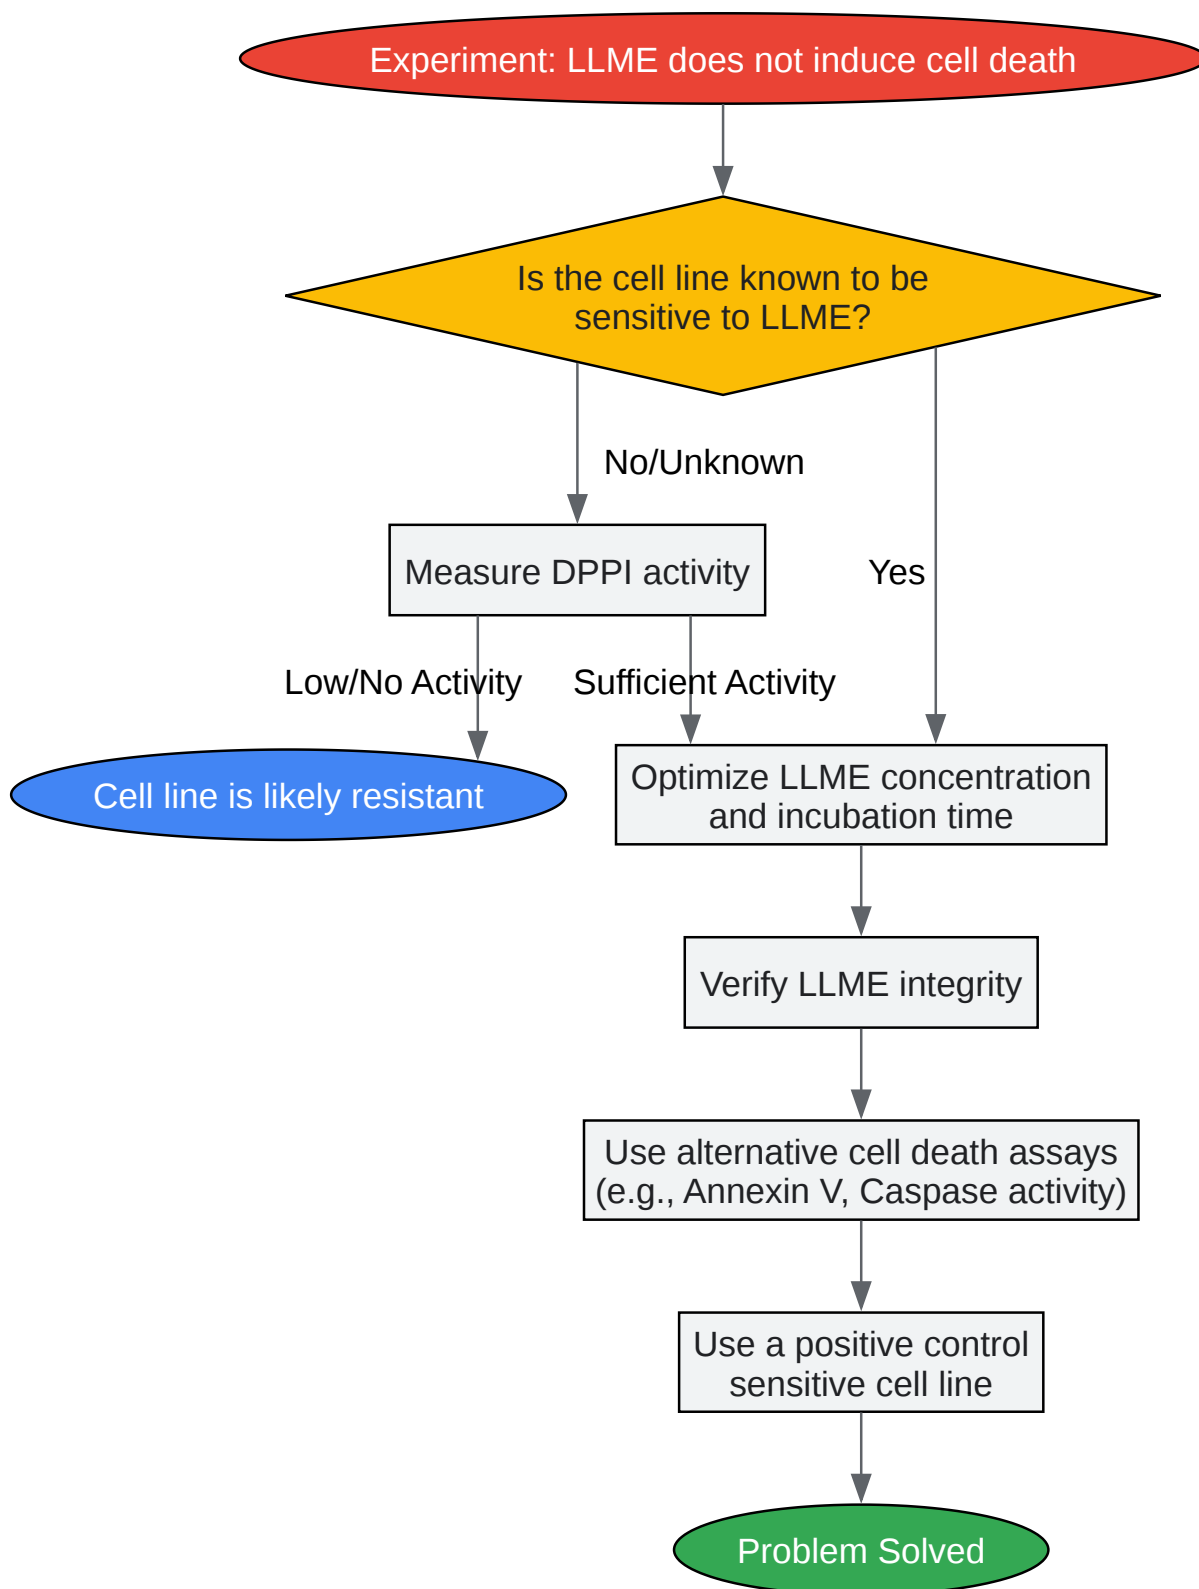 Experiment: LLME does not induce cell death
Is the cell line known to be
sensitive to LLME?
No/Unknown
Measure DPPI activity
Yes
Low/No Activity
Sufficient Activity
Cell line is likely resistant
Optimize LLME concentration
and incubation time
Verify LLME integrity
Use alternative cell death assays
(e.g., Annexin V, Caspase activity)
Use a positive control
sensitive cell line
Problem Solved